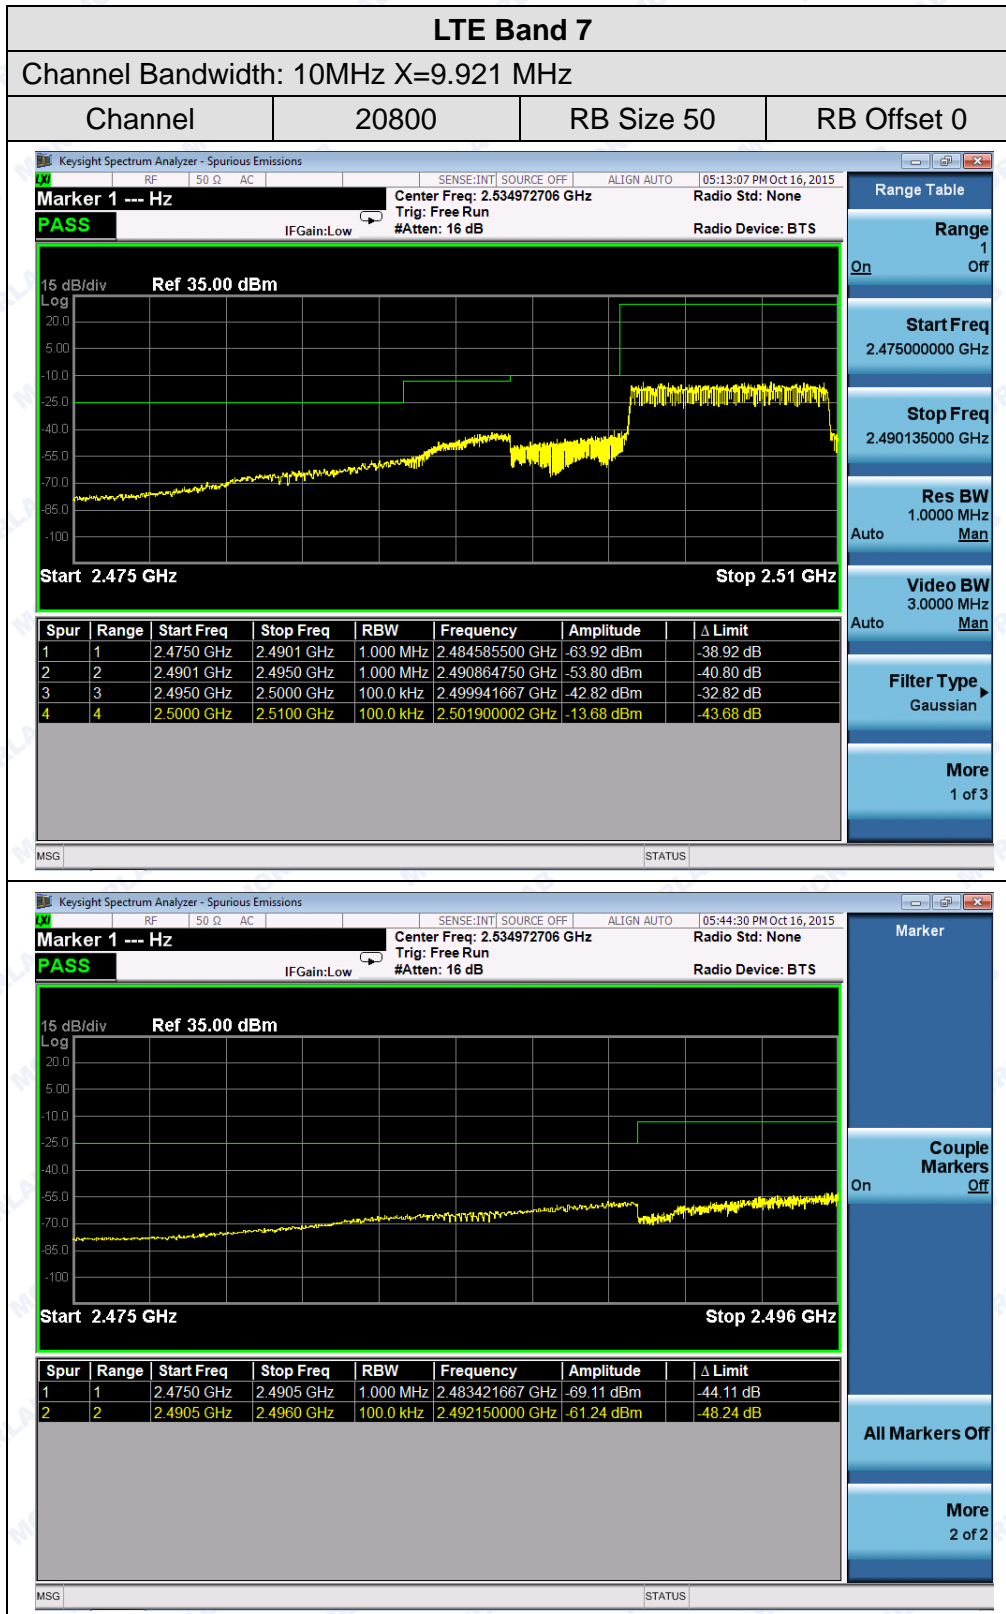 LTE Band 7
Channel Bandwidth: 10MHz X=9.921 MHz
Channel 20800 RB Size 50 RB Offset 0
Keysight Spectrum Analyzer - Spurious Emissions
LXI RF 50 Ω AC SENSE:INT SOURCE OFF ALIGN AUTO 05:13:07 PM Oct 16, 2015
Marker 1 --- Hz
Center Freq: 2.534972706 GHz Radio Std: None
Trig: Free Run
PASS IFGain:Low #Atten: 16 dB Radio Device: BTS
15 dB/div Ref 35.00 dBm
Log
20.0
5.00
-10.0
-25.0
-40.0
-55.0
-70.0
-85.0
-100
Start 2.475 GHz Stop 2.51 GHz
Spur Range Start Freq Stop Freq RBW Frequency Amplitude Δ Limit
1 1 2.4750 GHz 2.4901 GHz 1.000 MHz 2.484585500 GHz -63.92 dBm -38.92 dB
2 2 2.4901 GHz 2.4950 GHz 1.000 MHz 2.490864750 GHz -53.80 dBm -40.80 dB
3 3 2.4950 GHz 2.5000 GHz 100.0 kHz 2.499941667 GHz -42.82 dBm -32.82 dB
4 4 2.5000 GHz 2.5100 GHz 100.0 kHz 2.501900002 GHz -13.68 dBm -43.68 dB
MSG STATUS
Range Table
Range
1
On Off
Start Freq
2.475000000 GHz
Stop Freq
2.490135000 GHz
Res BW
1.0000 MHz
Auto Man
Video BW
3.0000 MHz
Auto Man
Filter Type
Gaussian
More
1 of 3
Keysight Spectrum Analyzer - Spurious Emissions
LXI RF 50 Ω AC SENSE:INT SOURCE OFF ALIGN AUTO 05:44:30 PM Oct 16, 2015
Marker 1 --- Hz
Center Freq: 2.534972706 GHz Radio Std: None
Trig: Free Run
PASS IFGain:Low #Atten: 16 dB Radio Device: BTS
15 dB/div Ref 35.00 dBm
Log
20.0
5.00
-10.0
-25.0
-40.0
-55.0
-70.0
-85.0
-100
Start 2.475 GHz Stop 2.496 GHz
Spur Range Start Freq Stop Freq RBW Frequency Amplitude Δ Limit
1 1 2.4750 GHz 2.4905 GHz 1.000 MHz 2.483421667 GHz -69.11 dBm -44.11 dB
2 2 2.4905 GHz 2.4960 GHz 100.0 kHz 2.492150000 GHz -61.24 dBm -48.24 dB
MSG STATUS
Marker
Couple
Markers
On Off
All Markers Off
More
2 of 2